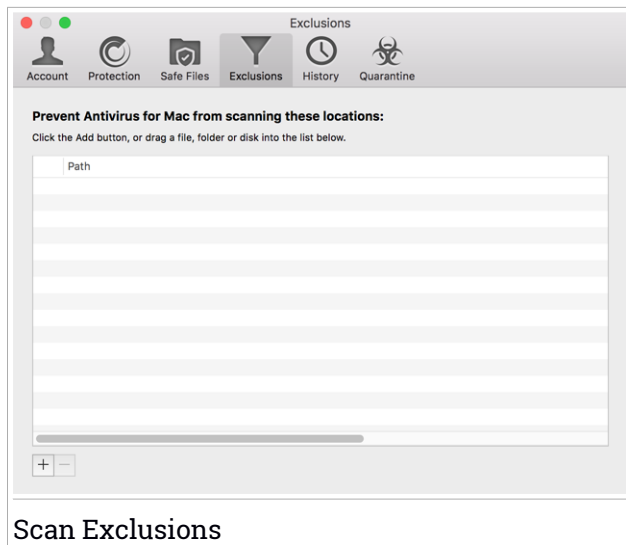 Exclusions
Account Protection Safe Files Exclusions History Quarantine
Prevent Antivirus for Mac from scanning these locations:
Click the Add button, or drag a file, folder or disk into the list below.
Path
+ −
Scan Exclusions